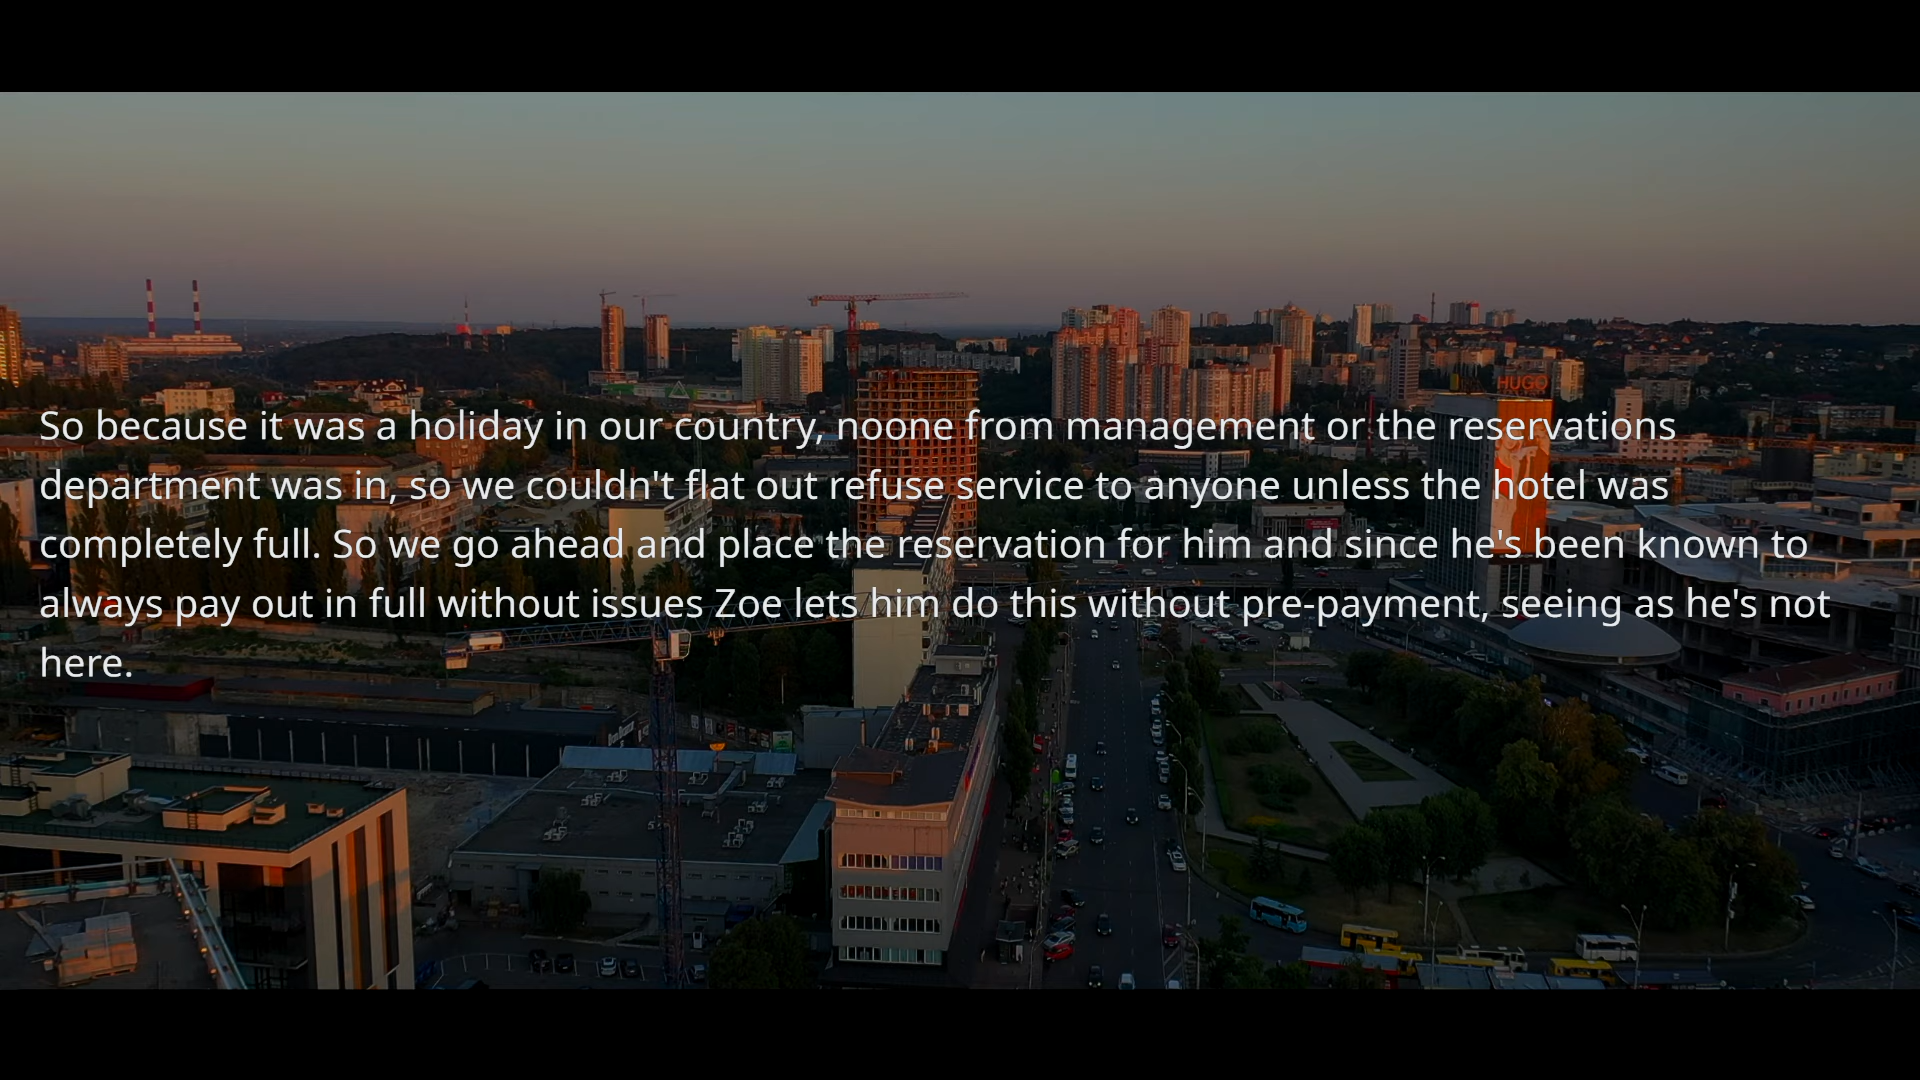 HUGO
So because it was a holiday in our country, noone from management or the reservations
department was in, so we couldn't flat out refuse service to anyone unless the hotel was
completely full. So we go ahead and place the reservation for him and since he's been known to
always pay out in full without issues Zoe lets him do this without pre-payment, seeing as he's not
here.